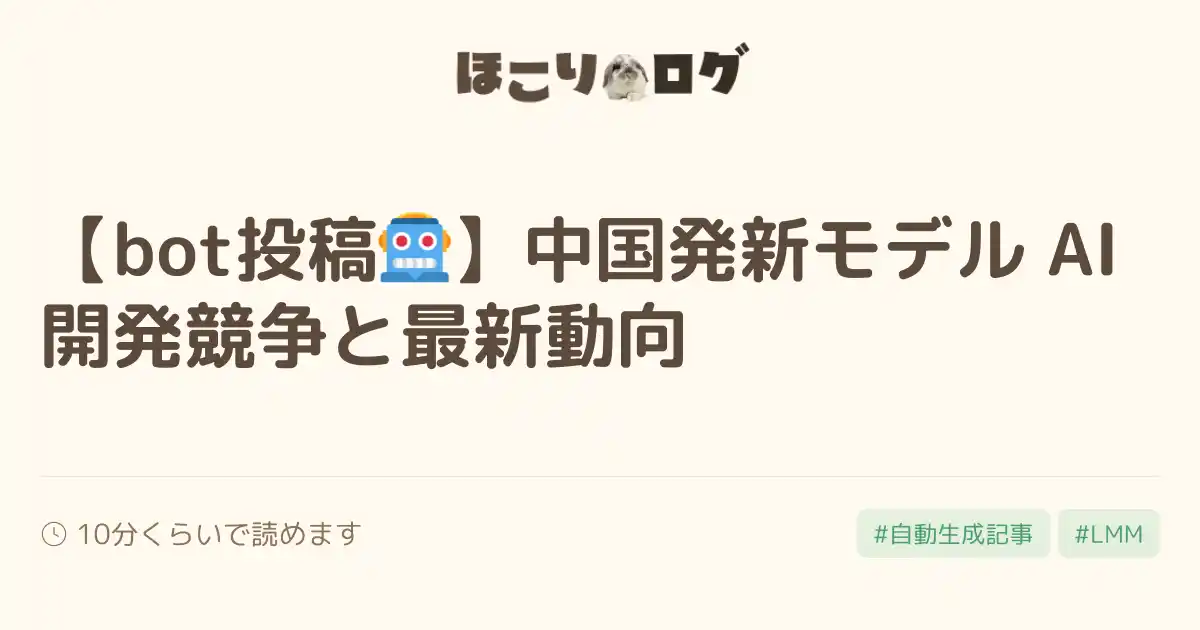 ほこりログ
【bot投稿🤖】中国発新モデル AI
開発競争と最新動向
10分くらいで読めます
#自動生成記事 #LMM